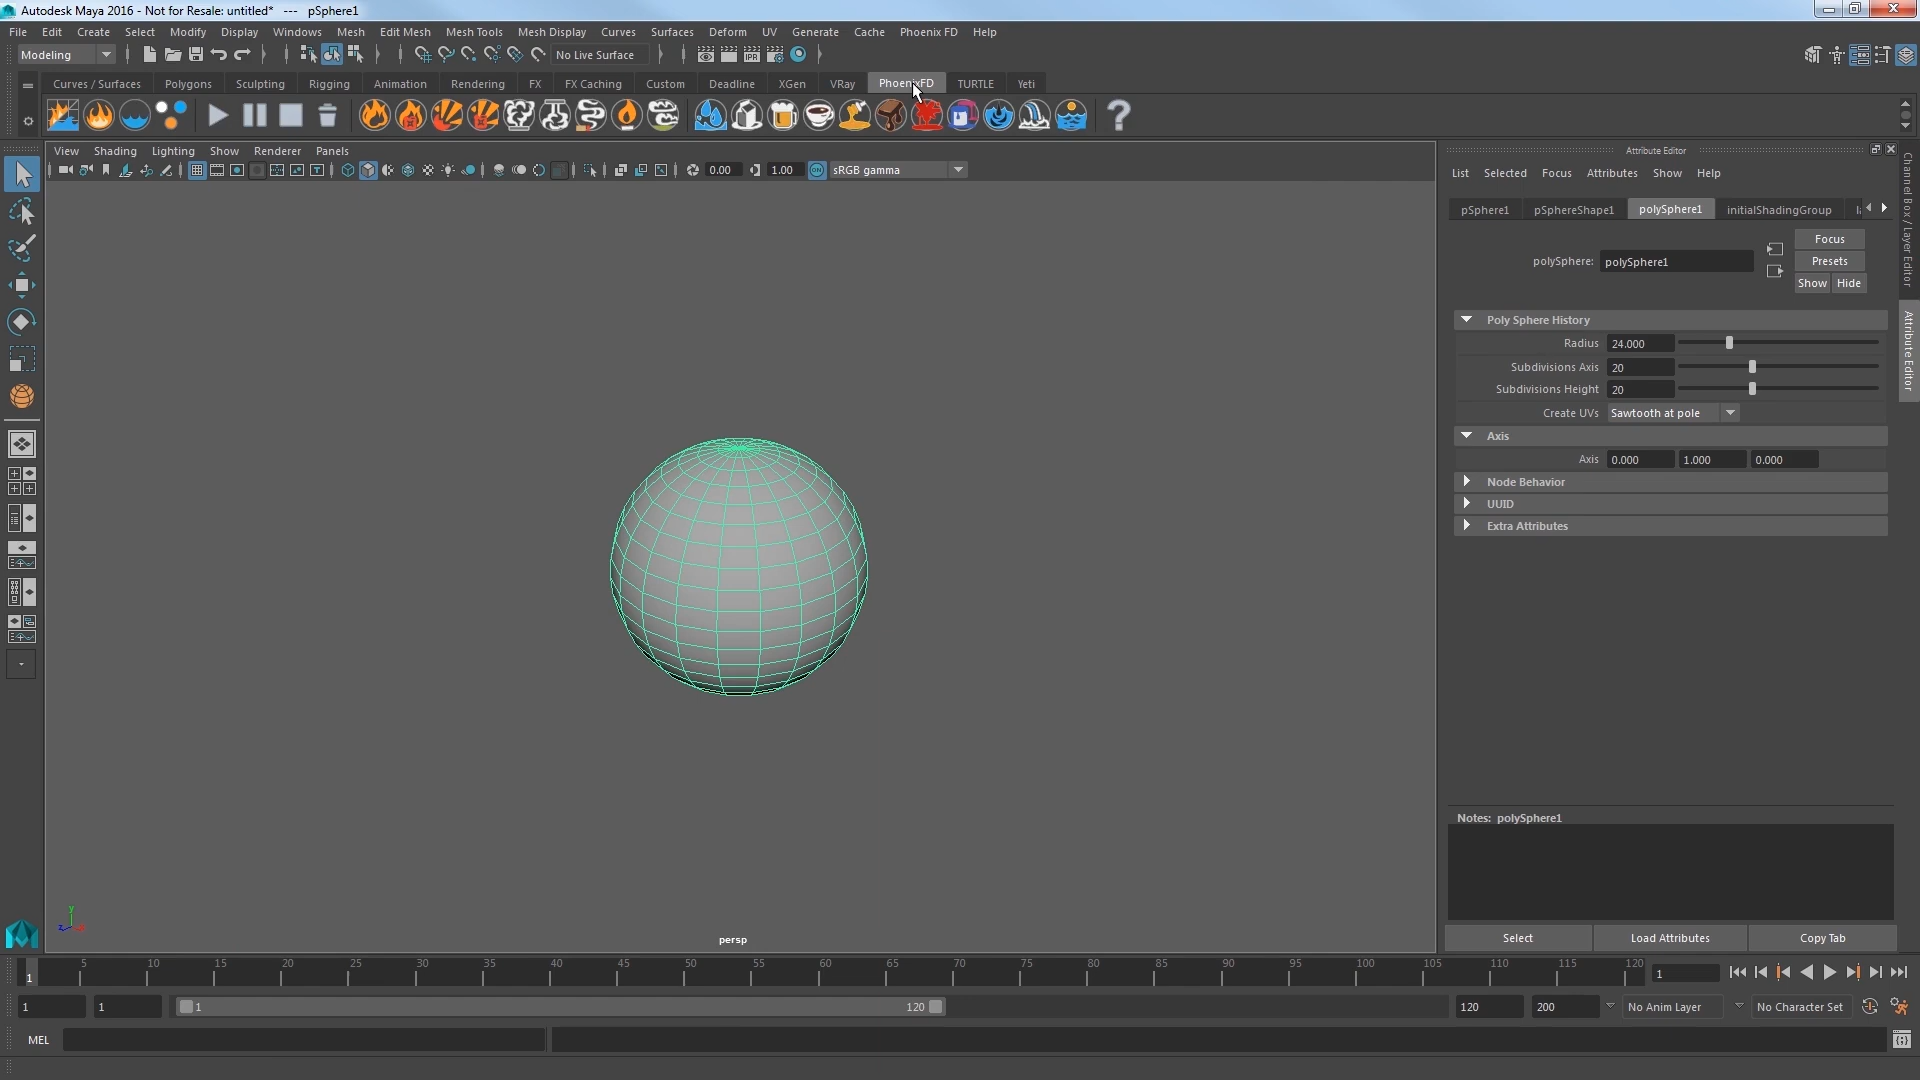 Autodesk Maya 2016 - Not for Resale: untitled*   ---   pSphere1
File Edit Create Select Modify Display Windows Mesh Edit Mesh Mesh Tools Mesh Display Curves Surfaces Deform UV Generate Cache Phoenix FD Help
Modeling No Live Surface
Curves / Surfaces Polygons Sculpting Rigging Animation Rendering FX FX Caching Custom Deadline XGen VRay PhoenixFD TURTLE Yeti
IPR
View Shading Lighting Show Renderer Panels
0.00 1.00 ON sRGB gamma
persp
Attribute Editor
List Selected Focus Attributes Show Help
pSphere1 pSphereShape1 polySphere1 initialShadingGroup
polySphere: polySphere1
Focus
Presets
Show Hide
Poly Sphere History
Radius 24.000
Subdivisions Axis 20
Subdivisions Height 20
Create UVs Sawtooth at pole
Axis
Axis 0.000 1.000 0.000
Node Behavior
UUID
Extra Attributes
Notes: polySphere1
Select Load Attributes Copy Tab
Channel Box / Layer Editor
Attribute Editor
1 5 10 15 20 25 30 35 40 45 50 55 60 65 70 75 80 85 90 95 100 105 110 115 120 1
1 1 1 120 120 200 No Anim Layer No Character Set
MEL